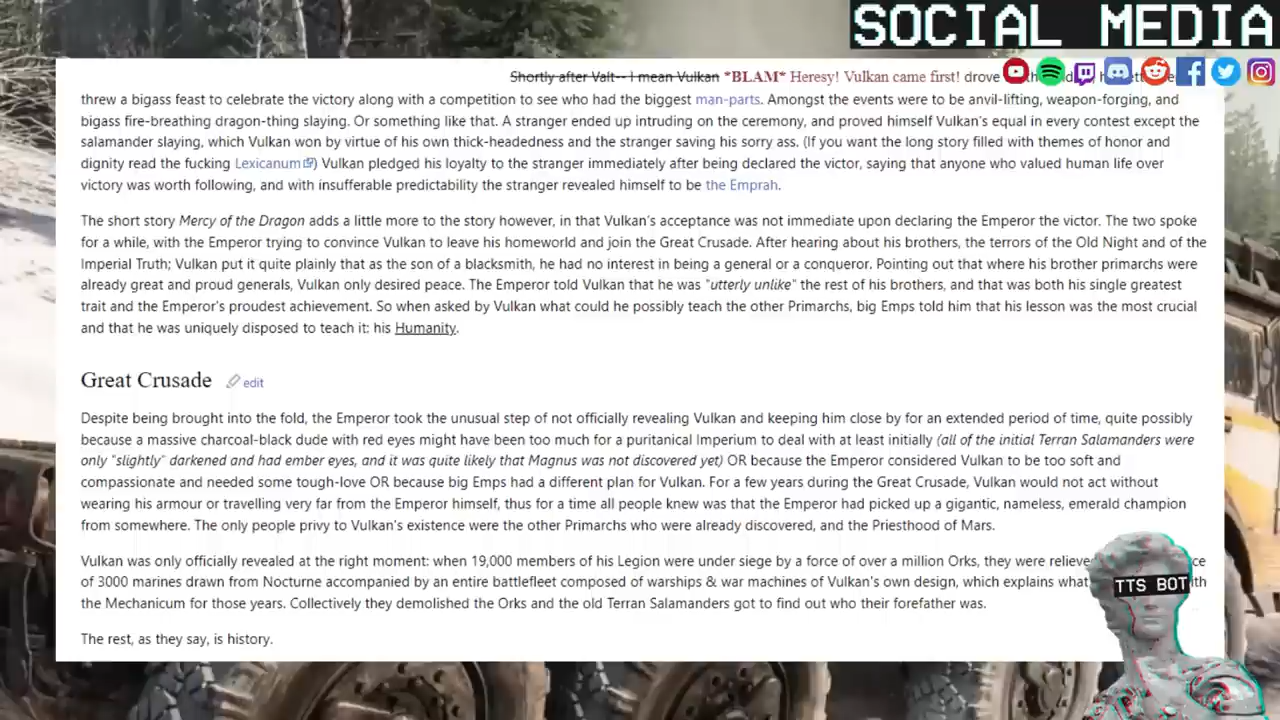 SOCIAL MEDIA
Shortly after Valt-- I mean Vulkan *BLAM* Heresy! Vulkan came first! drove
threw a bigass feast to celebrate the victory along with a competition to see who had the biggest man-parts. Amongst the events were to be anvil-lifting, weapon-forging, and
bigass fire-breathing dragon-thing slaying. Or something like that. A stranger ended up intruding on the ceremony, and proved himself Vulkan's equal in every contest except the
salamander slaying, which Vulkan won by virtue of his own thick-headedness and the stranger saving his sorry ass. (If you want the long story filled with themes of honor and
dignity read the fucking Lexicanum) Vulkan pledged his loyalty to the stranger immediately after being declared the victor, saying that anyone who valued human life over
victory was worth following, and with insufferable predictability the stranger revealed himself to be the Emprah.
The short story Mercy of the Dragon adds a little more to the story however, in that Vulkan's acceptance was not immediate upon declaring the Emperor the victor. The two spoke
for a while, with the Emperor trying to convince Vulkan to leave his homeworld and join the Great Crusade. After hearing about his brothers, the terrors of the Old Night and of the
Imperial Truth; Vulkan put it quite plainly that as the son of a blacksmith, he had no interest in being a general or a conqueror. Pointing out that where his brother primarchs were
already great and proud generals, Vulkan only desired peace. The Emperor told Vulkan that he was "utterly unlike" the rest of his brothers, and that was both his single greatest
trait and the Emperor's proudest achievement. So when asked by Vulkan what could he possibly teach the other Primarchs, big Emps told him that his lesson was the most crucial
and that he was uniquely disposed to teach it: his Humanity.
Great Crusade edit
Despite being brought into the fold, the Emperor took the unusual step of not officially revealing Vulkan and keeping him close by for an extended period of time, quite possibly
because a massive charcoal-black dude with red eyes might have been too much for a puritanical Imperium to deal with at least initially (all of the initial Terran Salamanders were
only "slightly" darkened and had ember eyes, and it was quite likely that Magnus was not discovered yet) OR because the Emperor considered Vulkan to be too soft and
compassionate and needed some tough-love OR because big Emps had a different plan for Vulkan. For a few years during the Great Crusade, Vulkan would not act without
wearing his armour or travelling very far from the Emperor himself, thus for a time all people knew was that the Emperor had picked up a gigantic, nameless, emerald champion
from somewhere. The only people privy to Vulkan's existence were the other Primarchs who were already discovered, and the Priesthood of Mars.
Vulkan was only officially revealed at the right moment: when 19,000 members of his Legion were under siege by a force of over a million Orks, they were relieve
of 3000 marines drawn from Nocturne accompanied by an entire battlefleet composed of warships & war machines of Vulkan's own design, which explains what
the Mechanicum for those years. Collectively they demolished the Orks and the old Terran Salamanders got to find out who their forefather was.
The rest, as they say, is history.
TTS BOT